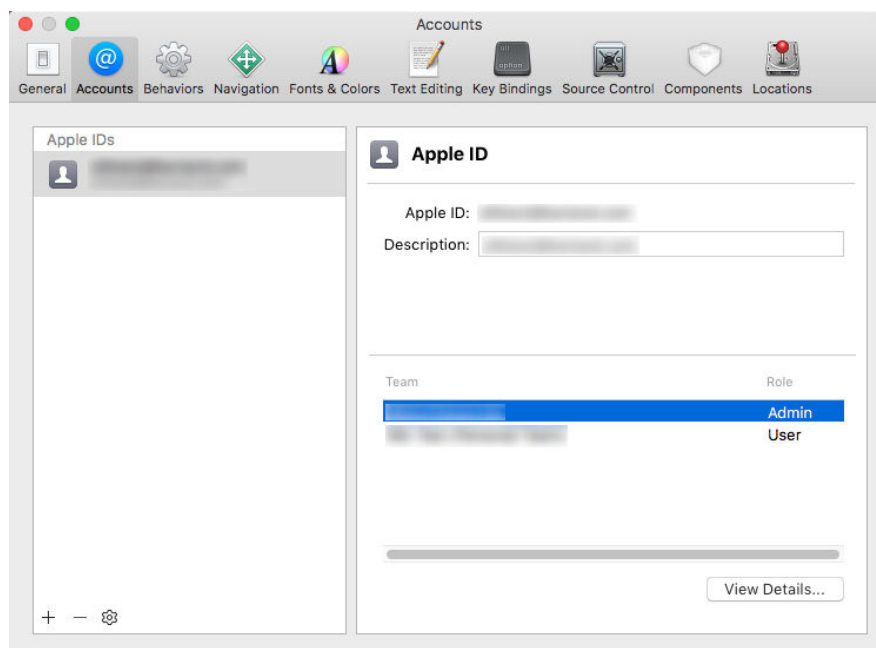 Accounts
General Accounts Behaviors Navigation Fonts & Colors Text Editing Key Bindings Source Control Components Locations
Apple IDs
Apple ID
Apple ID:
Description:
Team Role
Admin
User
View Details...